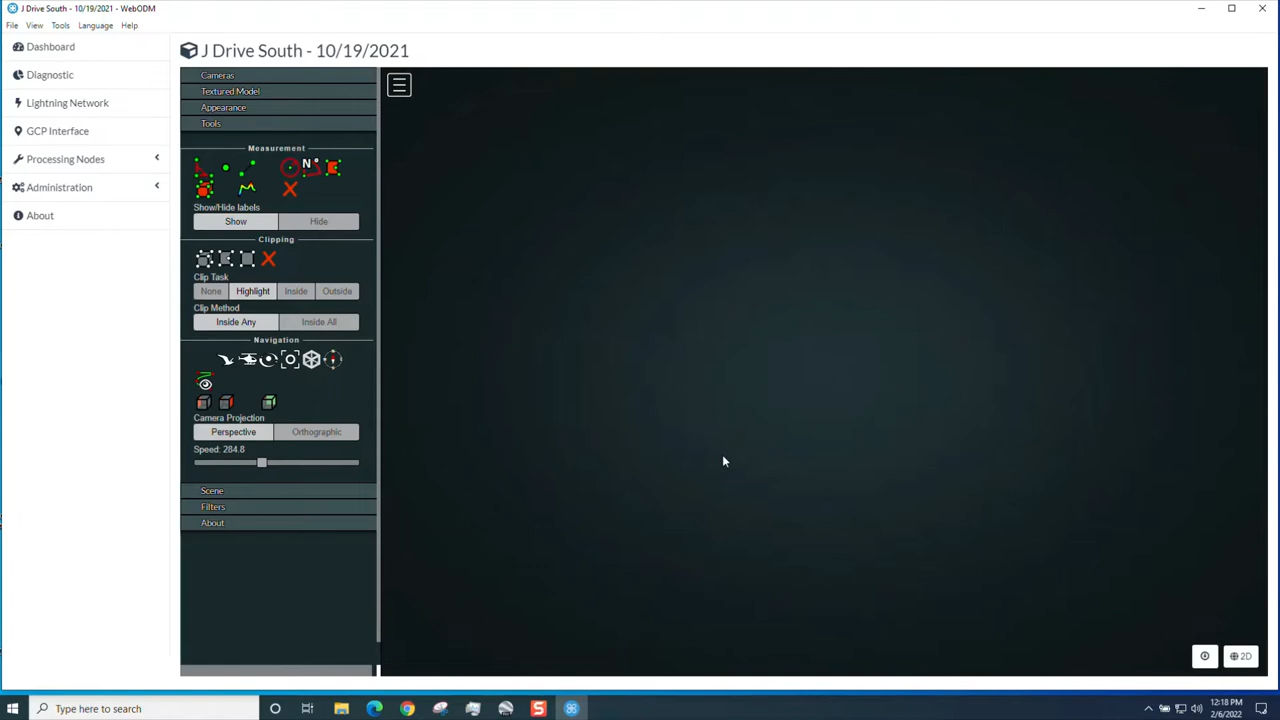 J Drive South - 10/19/2021 - WebODM
File View Tools Language Help
Dashboard
Diagnostic
Lightning Network
GCP Interface
Processing Nodes
Administration
About
J Drive South - 10/19/2021
Cameras
Textured Model
Appearance
Tools
Measurement
N°
Show/Hide labels
Show Hide
Clipping
Clip Task
None Highlight Inside Outside
Clip Method
Inside Any Inside All
Navigation
Camera Projection
Perspective Orthographic
Speed: 284.8
Scene
Filters
About
2D
Type here to search
S
12:18 PM
2/6/2022